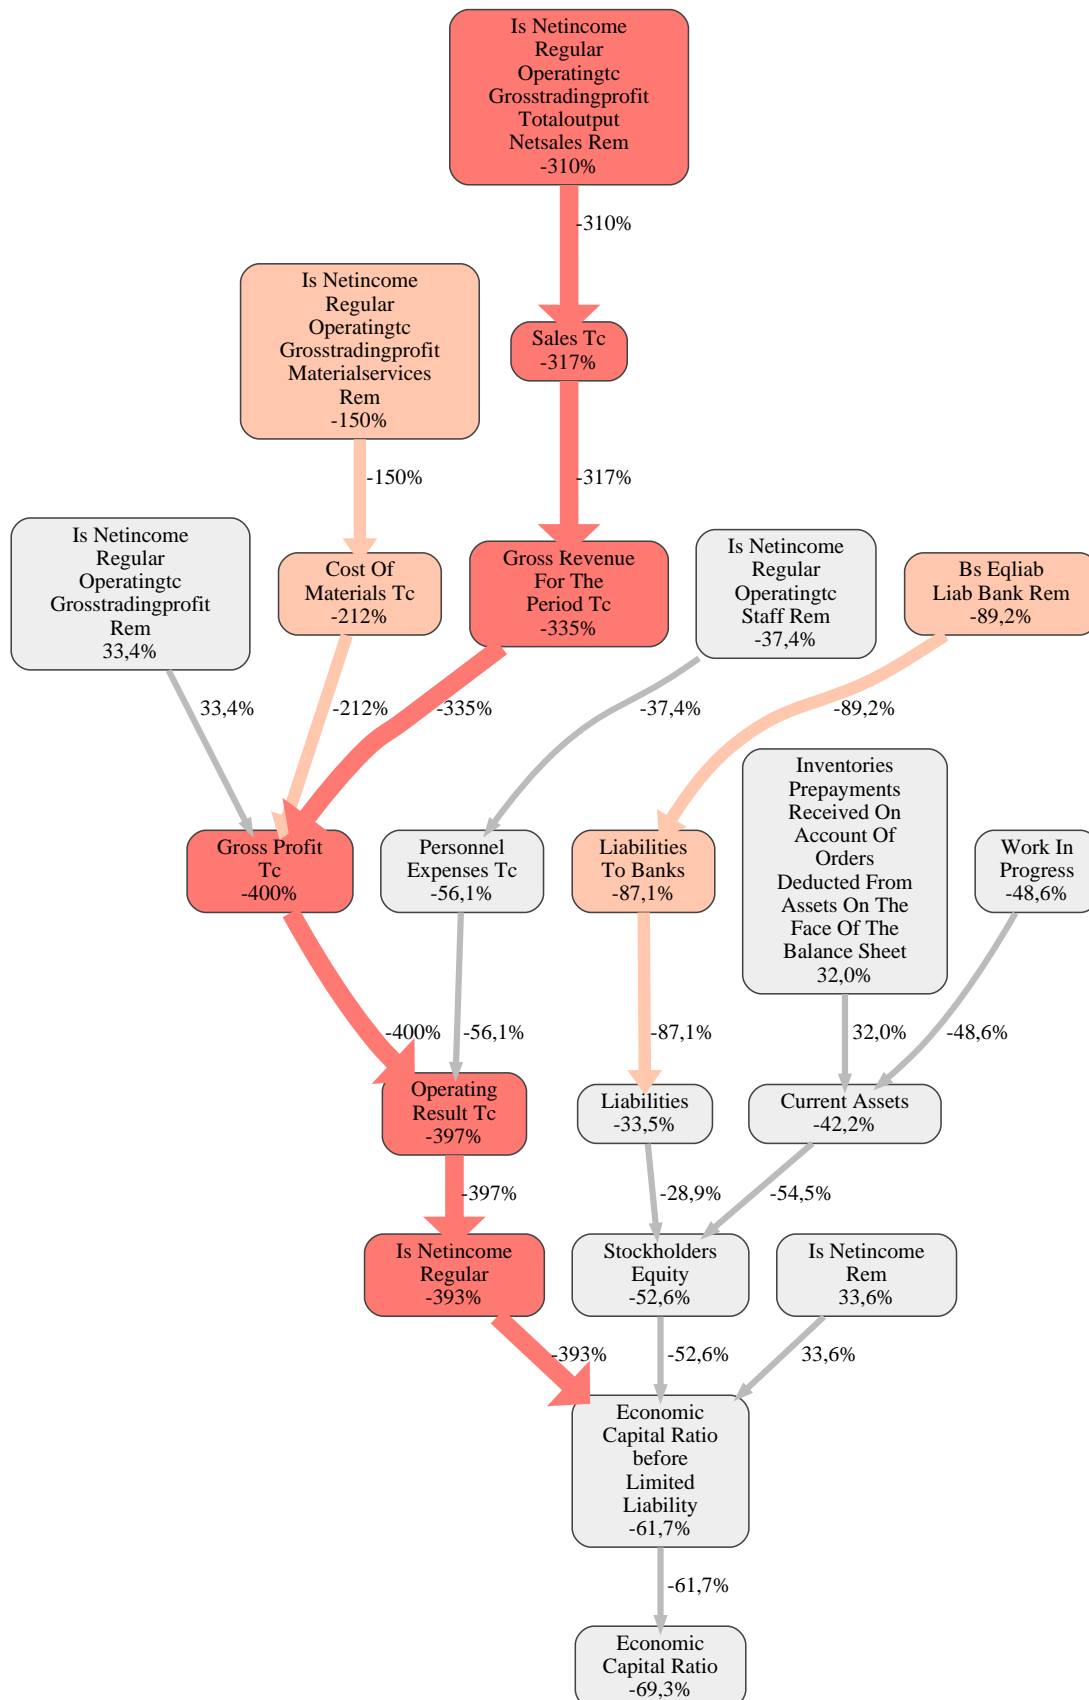 Is Netincome
Regular
Operatingtc
Grosstradingprofit
Totaloutput
Netsales Rem
-310%
-310%
Is Netincome
Regular
Operatingtc
Grosstradingprofit
Materialservices
Rem
-150%
Sales Tc
-317%
-150%
-317%
Is Netincome
Regular
Operatingtc
Grosstradingprofit
Rem
33,4%
Cost Of
Materials Tc
-212%
Gross Revenue
For The
Period Tc
-335%
Is Netincome
Regular
Operatingtc
Staff Rem
-37,4%
Bs Eqliab
Liab Bank Rem
-89,2%
33,4%
-212%
-335%
-37,4%
-89,2%
Gross Profit
Tc
-400%
Personnel
Expenses Tc
-56,1%
Liabilities
To Banks
-87,1%
Inventories
Prepayments
Received On
Account Of
Orders
Deducted From
Assets On The
Face Of The
Balance Sheet
32,0%
Work In
Progress
-48,6%
-400%
-56,1%
-87,1%
32,0%
-48,6%
Operating
Result Tc
-397%
Liabilities
-33,5%
Current Assets
-42,2%
-397%
-28,9%
-54,5%
Is Netincome
Regular
-393%
Stockholders
Equity
-52,6%
Is Netincome
Rem
33,6%
-393%
-52,6%
33,6%
Economic
Capital Ratio
before
Limited
Liability
-61,7%
-61,7%
Economic
Capital Ratio
-69,3%